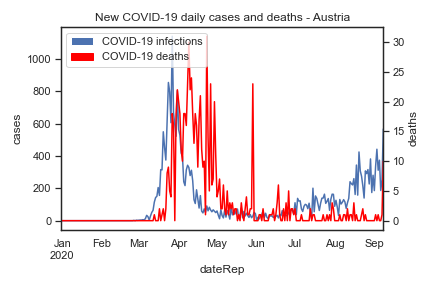 New COVID-19 daily cases and deaths - Austria
COVID-19 infections
COVID-19 deaths
1000
800
600
400
200
0
cases
30
25
20
15
10
5
0
deaths
Jan Feb Mar Apr May Jun Jul Aug Sep
2020
dateRep